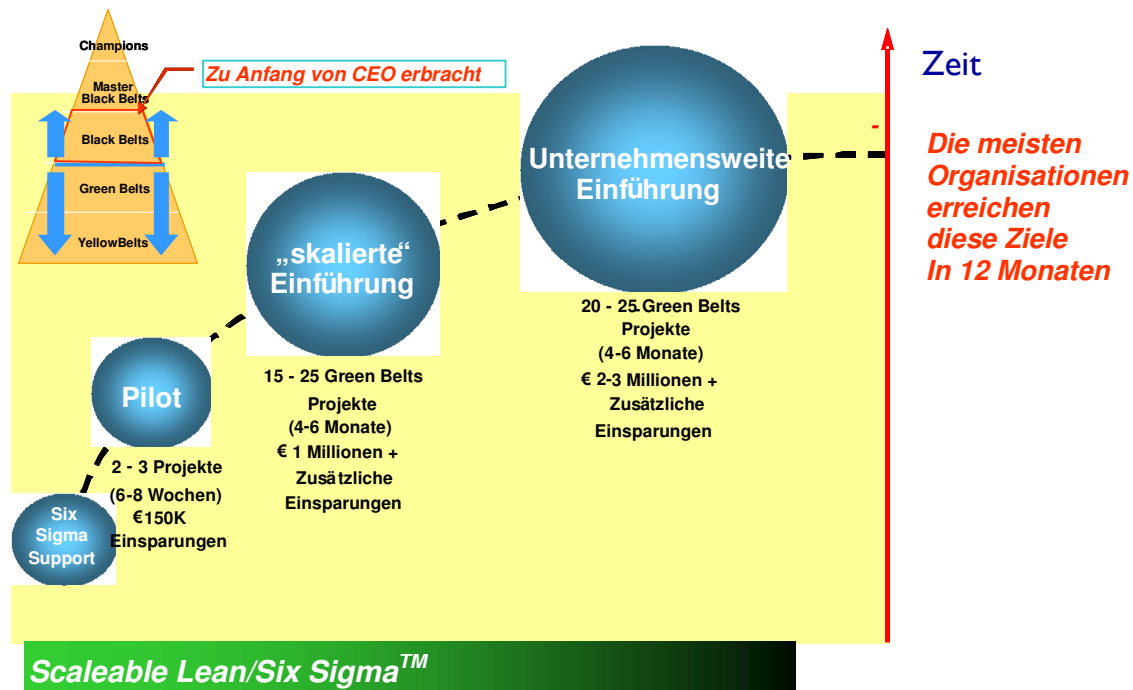 Champions
Master
Black Belts
Black Belts
Green Belts
YellowBelts
Zu Anfang von CEO erbracht
Zeit
-
Die meisten
Organisationen
erreichen
diese Ziele
In 12 Monaten
Unternehmensweite
Einführung
20 - 25.Green Belts
Projekte
(4-6 Monate)
€ 2-3 Millionen +
Zusätzliche
Einsparungen
„skalierte“
Einführung
15 - 25 Green Belts
Projekte
(4-6 Monate)
€ 1 Millionen +
Zusätzliche
Einsparungen
Pilot
2 - 3 Projekte
(6-8 Wochen)
€150K
Einsparungen
Six
Sigma
Support
Scaleable Lean/Six Sigma™